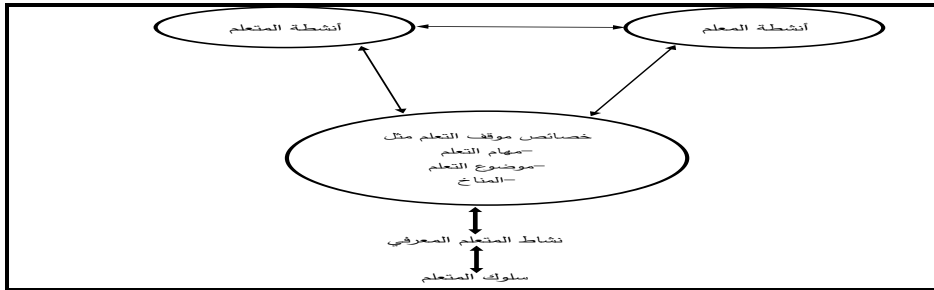 أنشطة المعلم
أنشطة المتعلم
خصائص موقف التعلم مثل
-مهام التعلم
-موضوع التعلم
-المناخ
نشاط المتعلم المعرفي
سلوك المتعلم